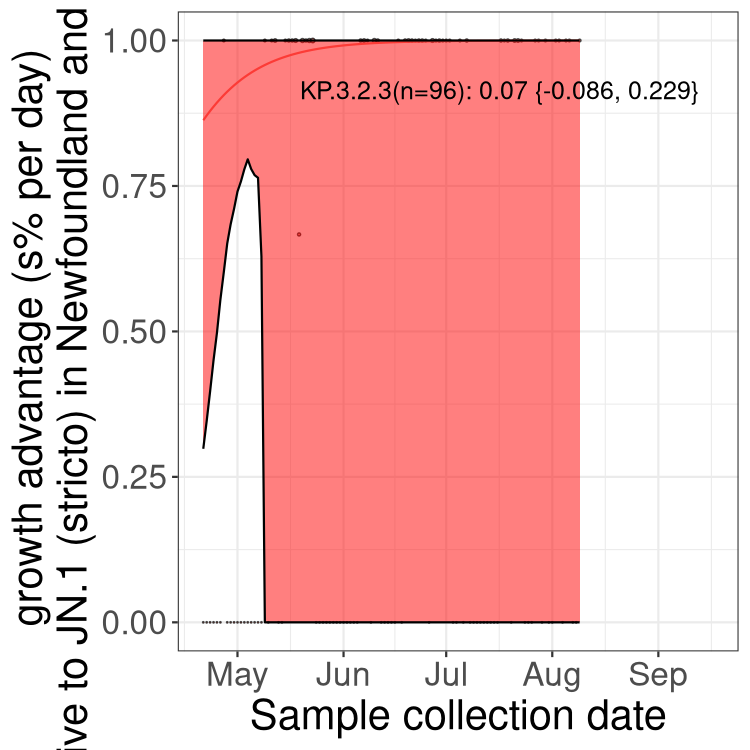 growth advantage (s% per day)
ive to JN.1 (stricto) in Newfoundland and
1.00
0.75
0.50
0.25
0.00
KP.3.2.3(n=96): 0.07 {-0.086, 0.229}
May Jun Jul Aug Sep
Sample collection date